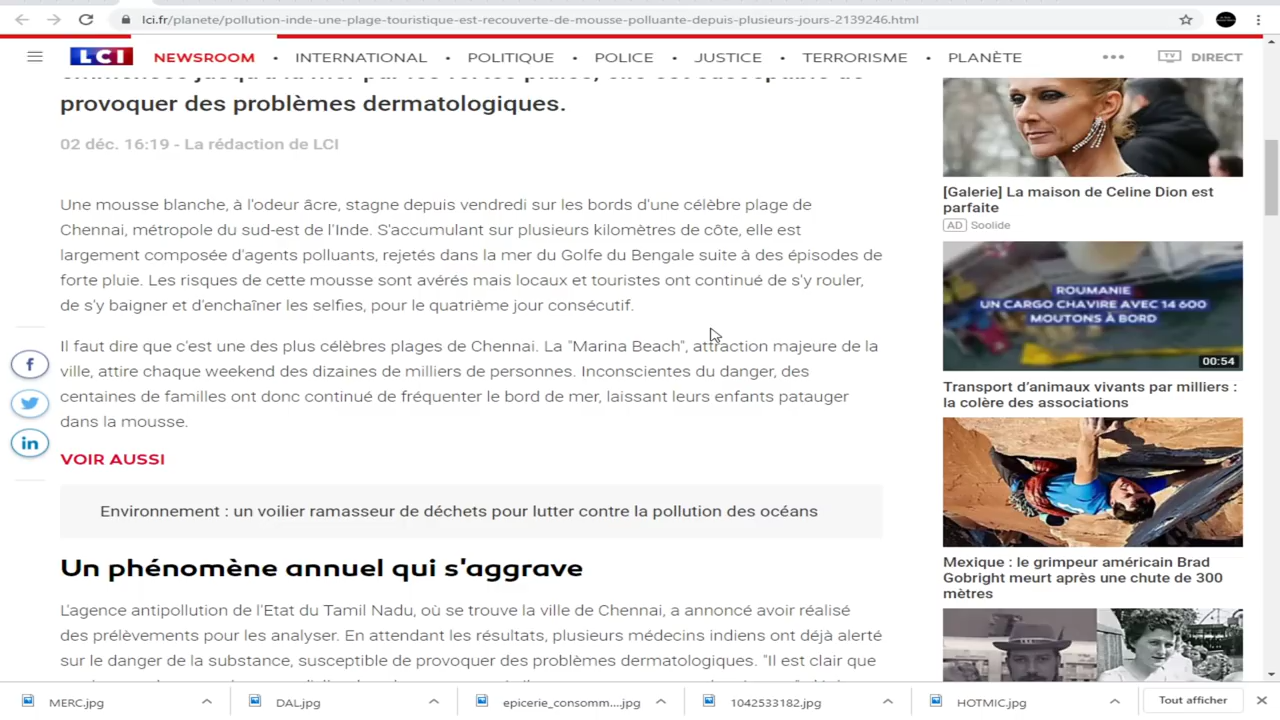 lci.fr/planete/pollution-inde-une-plage-touristique-est-recouverte-de-mousse-polluante-depuis-plusieurs-jours-2139246.html
LCI NEWSROOM • INTERNATIONAL • POLITIQUE • POLICE • JUSTICE • TERRORISME • PLANÈTE ••• TV DIRECT
provoquer des problèmes dermatologiques.
02 déc. 16:19 - La rédaction de LCI
Une mousse blanche, à l'odeur âcre, stagne depuis vendredi sur les bords d'une célèbre plage de
Chennai, métropole du sud-est de l'Inde. S'accumulant sur plusieurs kilomètres de côte, elle est
largement composée d'agents polluants, rejetés dans la mer du Golfe du Bengale suite à des épisodes de
forte pluie. Les risques de cette mousse sont avérés mais locaux et touristes ont continué de s'y rouler,
de s'y baigner et d'enchaîner les selfies, pour le quatrième jour consécutif.
Il faut dire que c'est une des plus célèbres plages de Chennai. La "Marina Beach", attraction majeure de la
ville, attire chaque weekend des dizaines de milliers de personnes. Inconscientes du danger, des
centaines de familles ont donc continué de fréquenter le bord de mer, laissant leurs enfants patauger
dans la mousse.
VOIR AUSSI
Environnement : un voilier ramasseur de déchets pour lutter contre la pollution des océans
Un phénomène annuel qui s'aggrave
L'agence antipollution de l'Etat du Tamil Nadu, où se trouve la ville de Chennai, a annoncé avoir réalisé
des prélèvements pour les analyser. En attendant les résultats, plusieurs médecins indiens ont déjà alerté
sur le danger de la substance, susceptible de provoquer des problèmes dermatologiques. "Il est clair que
f
in
[Galerie] La maison de Celine Dion est
parfaite
AD Soolide
ROUMANIE
UN CARGO CHAVIRE AVEC 14 600
MOUTONS À BORD
00:54
Transport d'animaux vivants par milliers :
la colère des associations
Mexique : le grimpeur américain Brad
Gobright meurt après une chute de 300
mètres
MERC.jpg
DAL.jpg
epicerie_consomm....jpg
1042533182.jpg
HOTMIC.jpg
Tout afficher